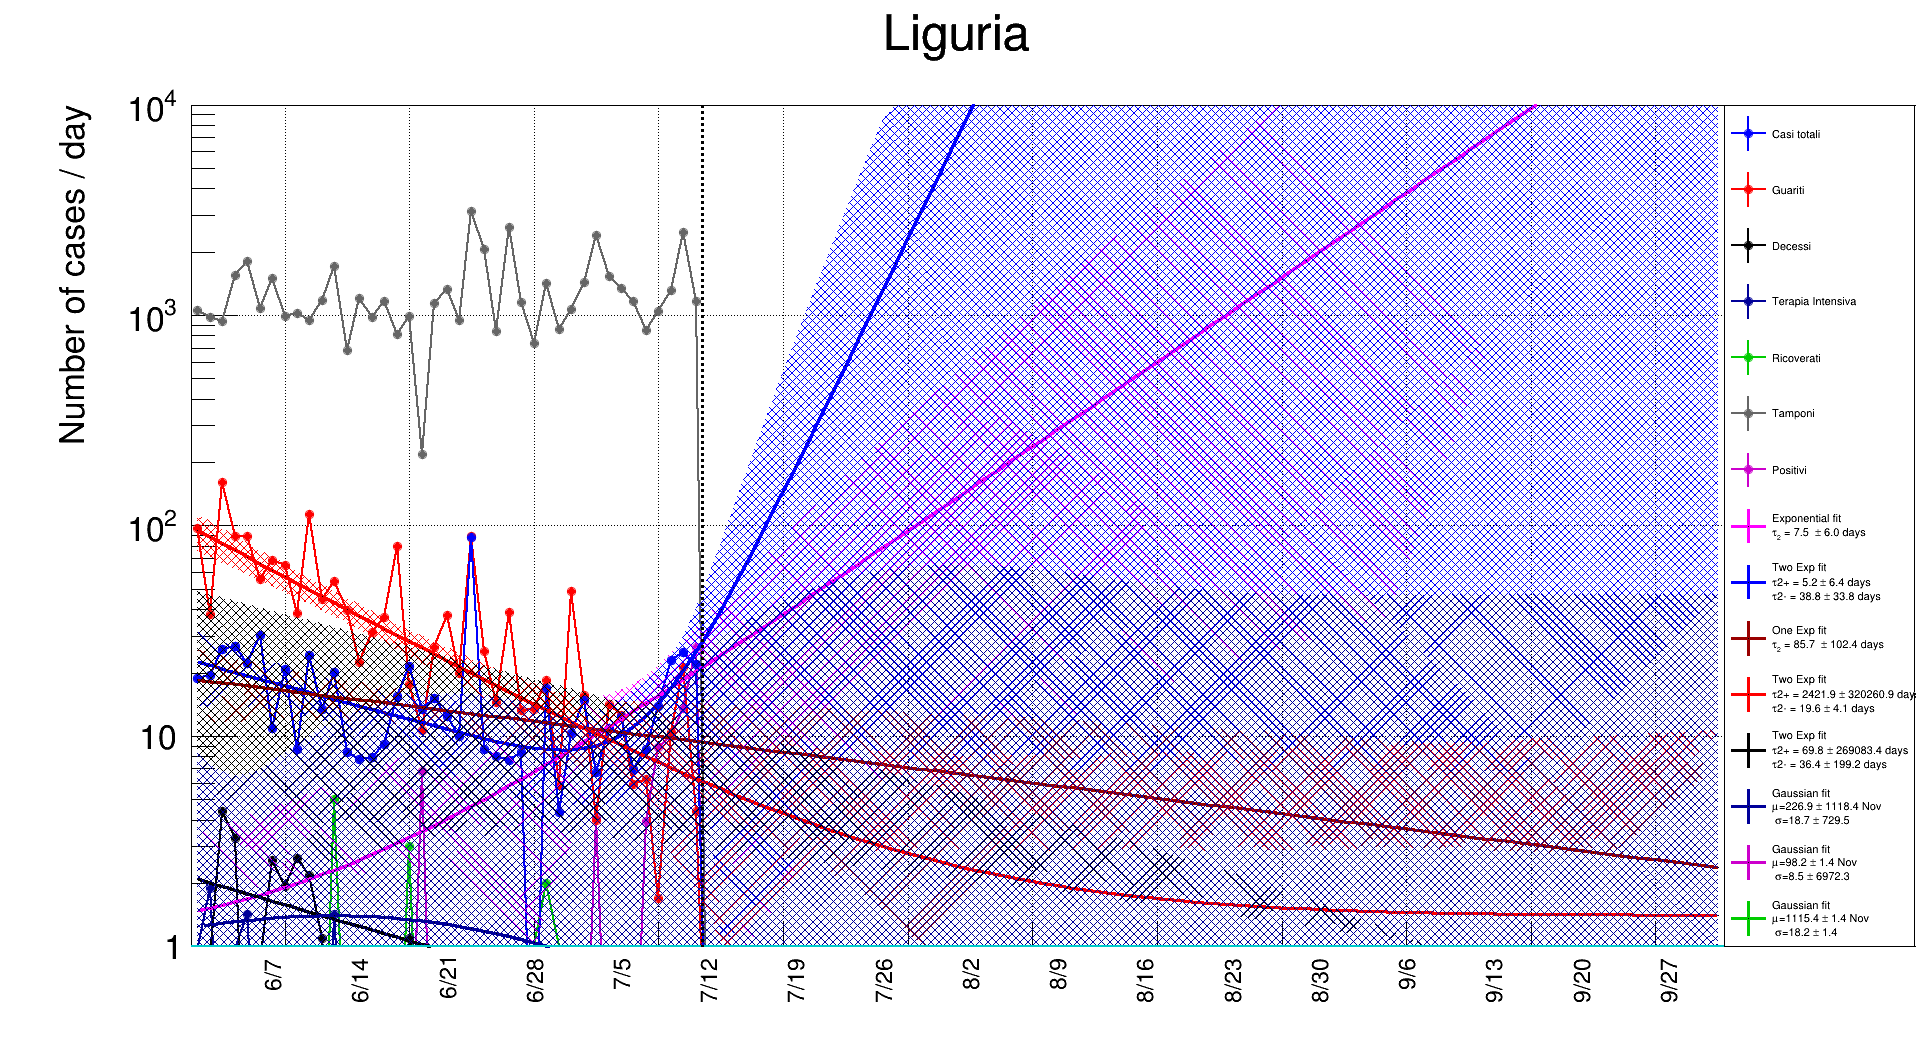 Liguria
Number of cases / day
10^4
10^3
10^2
10
1
6/7
6/14
6/21
6/28
7/5
7/12
7/19
7/26
8/2
8/9
8/16
8/23
8/30
9/6
9/13
9/20
9/27
Casi totali
Guariti
Decessi
Terapia Intensiva
Ricoverati
Tamponi
Positivi
Exponential fit
τ2 = 7.5 ± 6.0 days
Two Exp fit
τ2+ = 5.2 ± 6.4 days
τ2- = 38.8 ± 33.8 days
One Exp fit
τ2 = 85.7 ± 102.4 days
Two Exp fit
τ2+ = 2421.9 ± 320260.9 day
τ2- = 19.6 ± 4.1 days
Two Exp fit
τ2+ = 69.8 ± 269083.4 days
τ2- = 36.4 ± 199.2 days
Gaussian fit
μ=226.9 ± 1118.4 Nov
σ=18.7 ± 729.5
Gaussian fit
μ=98.2 ± 1.4 Nov
σ=8.5 ± 6972.3
Gaussian fit
μ=1115.4 ± 1.4 Nov
σ=18.2 ± 1.4